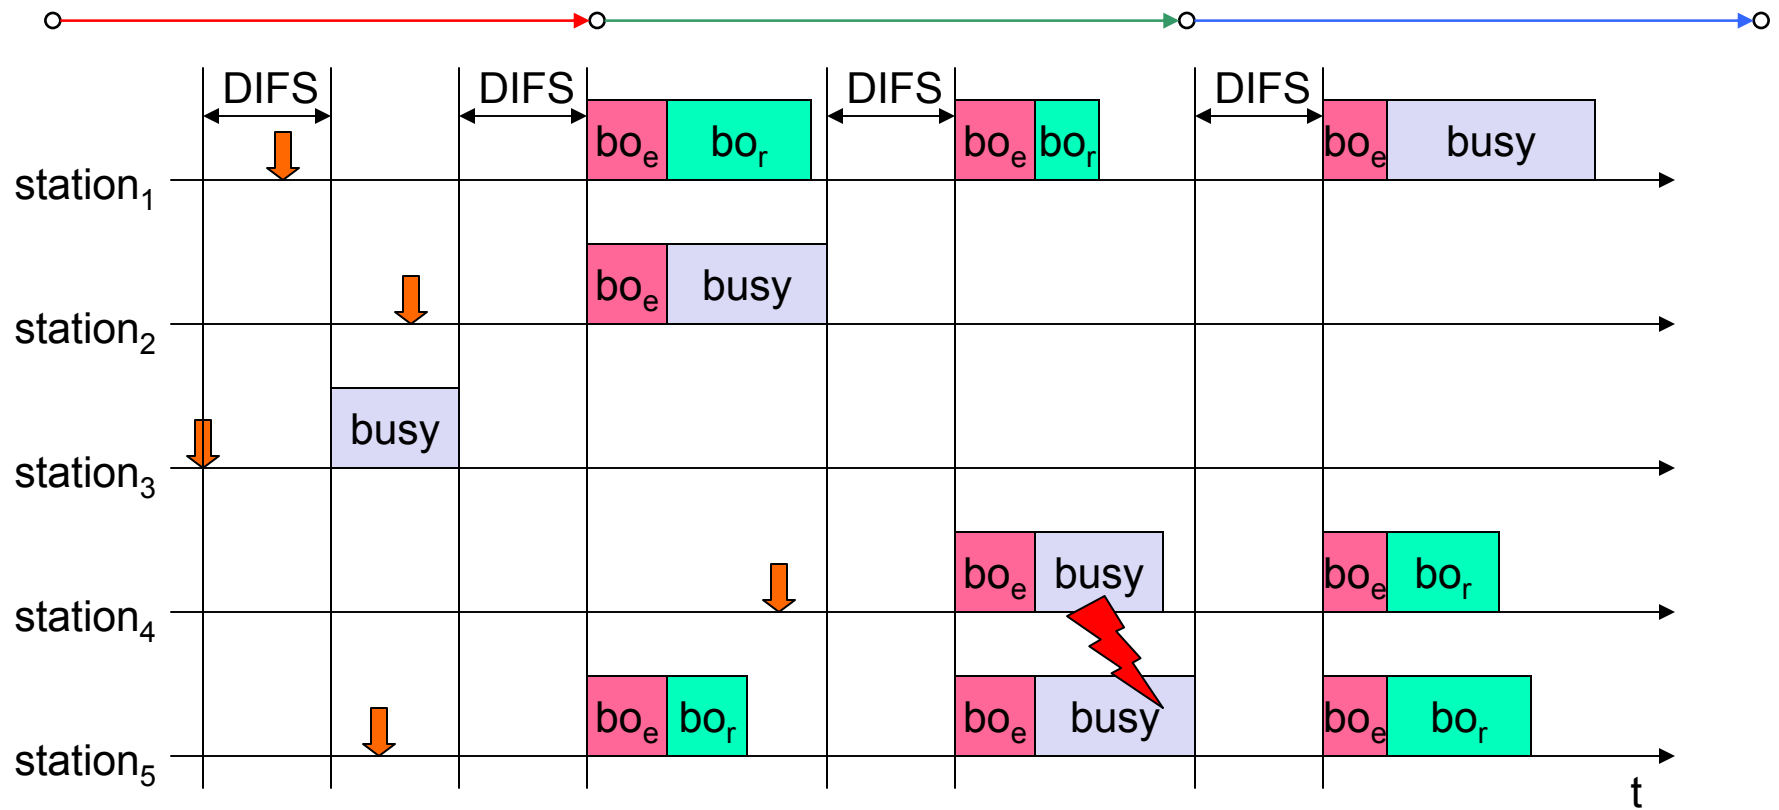 DIFS DIFS DIFS DIFS
station₁ boₑ boᵣ boₑ boᵣ boₑ busy
station₂ boₑ busy
station₃ busy
station₄ boₑ busy boₑ boᵣ
station₅ boₑ boᵣ boₑ busy boₑ boᵣ
t